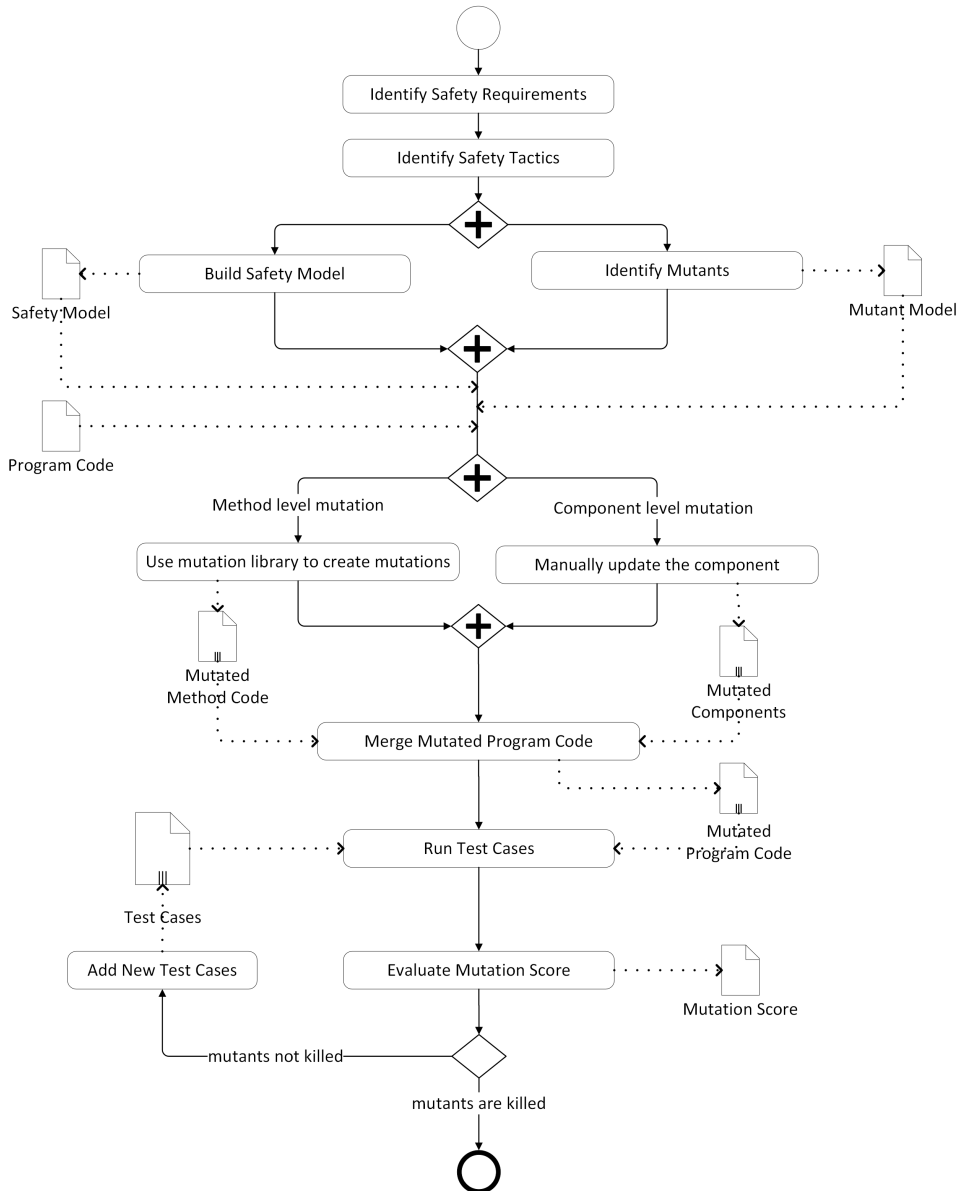 Identify Safety Requirements
Identify Safety Tactics
Build Safety Model
Identify Mutants
Safety Model
Mutant Model
Program Code
Method level mutation
Component level mutation
Use mutation library to create mutations
Manually update the component
Mutated
Method Code
Mutated
Components
Merge Mutated Program Code
Mutated
Program Code
Run Test Cases
Test Cases
Add New Test Cases
Evaluate Mutation Score
Mutation Score
mutants not killed
mutants are killed